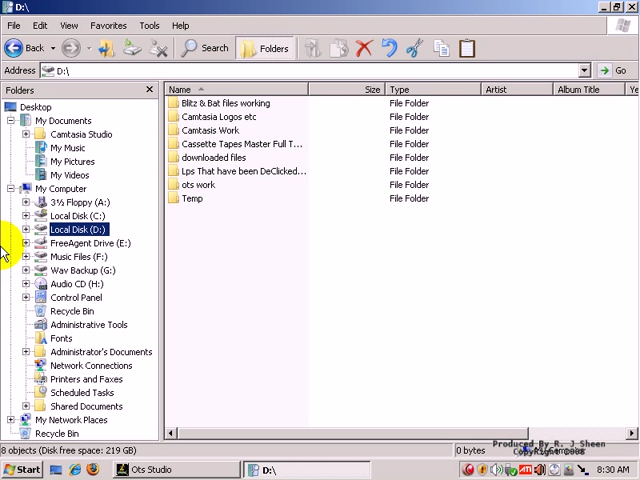 D:\
File Edit View Favorites Tools Help
Back Search Folders
Address D:\ Go
Folders
Name Size Type Artist Album Title Ye
Desktop
My Documents
Camtasia Studio
My Music
My Pictures
My Videos
My Computer
3½ Floppy (A:)
Local Disk (C:)
Local Disk (D:)
FreeAgent Drive (E:)
Music Files (F:)
Wav Backup (G:)
Audio CD (H:)
Control Panel
Recycle Bin
Administrative Tools
Fonts
Administrator's Documents
Network Connections
Printers and Faxes
Scheduled Tasks
Shared Documents
My Network Places
Recycle Bin
Blitz & Bat files working File Folder
Camtasia Logos etc File Folder
Camtasis Work File Folder
Cassette Tapes Master Full T... File Folder
downloaded files File Folder
Lps That have been DeClicked... File Folder
ots work File Folder
Temp File Folder
8 objects (Disk free space: 219 GB) 0 bytes
Produced By R. J Sheen
CopyRight 2008
Start Ots Studio D:\ 8:30 AM